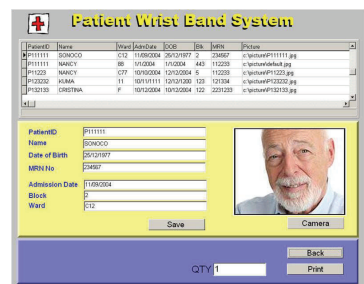 Patient Wrist Band System
PatientID Name Ward AdmDate DOB Blk MRN Picture
P111111 SONOCO C12 11/09/2004 25/12/1977 2 234567 c:\picture\P111111.jpg
P111111 NANCY 88 1/1/2004 1/1/2004 443 112233 c:\picture\default.jpg
P11223 NANCY C77 10/10/2004 12/12/2004 5 112233 c:\picture\P11223.jpg
P123232 KUMA 11 10/11/1111 12/12/1200 123 121334 c:\picture\P123232.jpg
P132133 CRISTINA F 10/12/2004 10/12/2004 122 2231233 c:\picture\P132133.jpg
PatientID P111111
Name SONOCO
Date of Birth 25/12/1977
MRN No 234567
Admission Date 11/09/2004
Block 2
Ward C12
Save
Camera
Back
QTY 1
Print